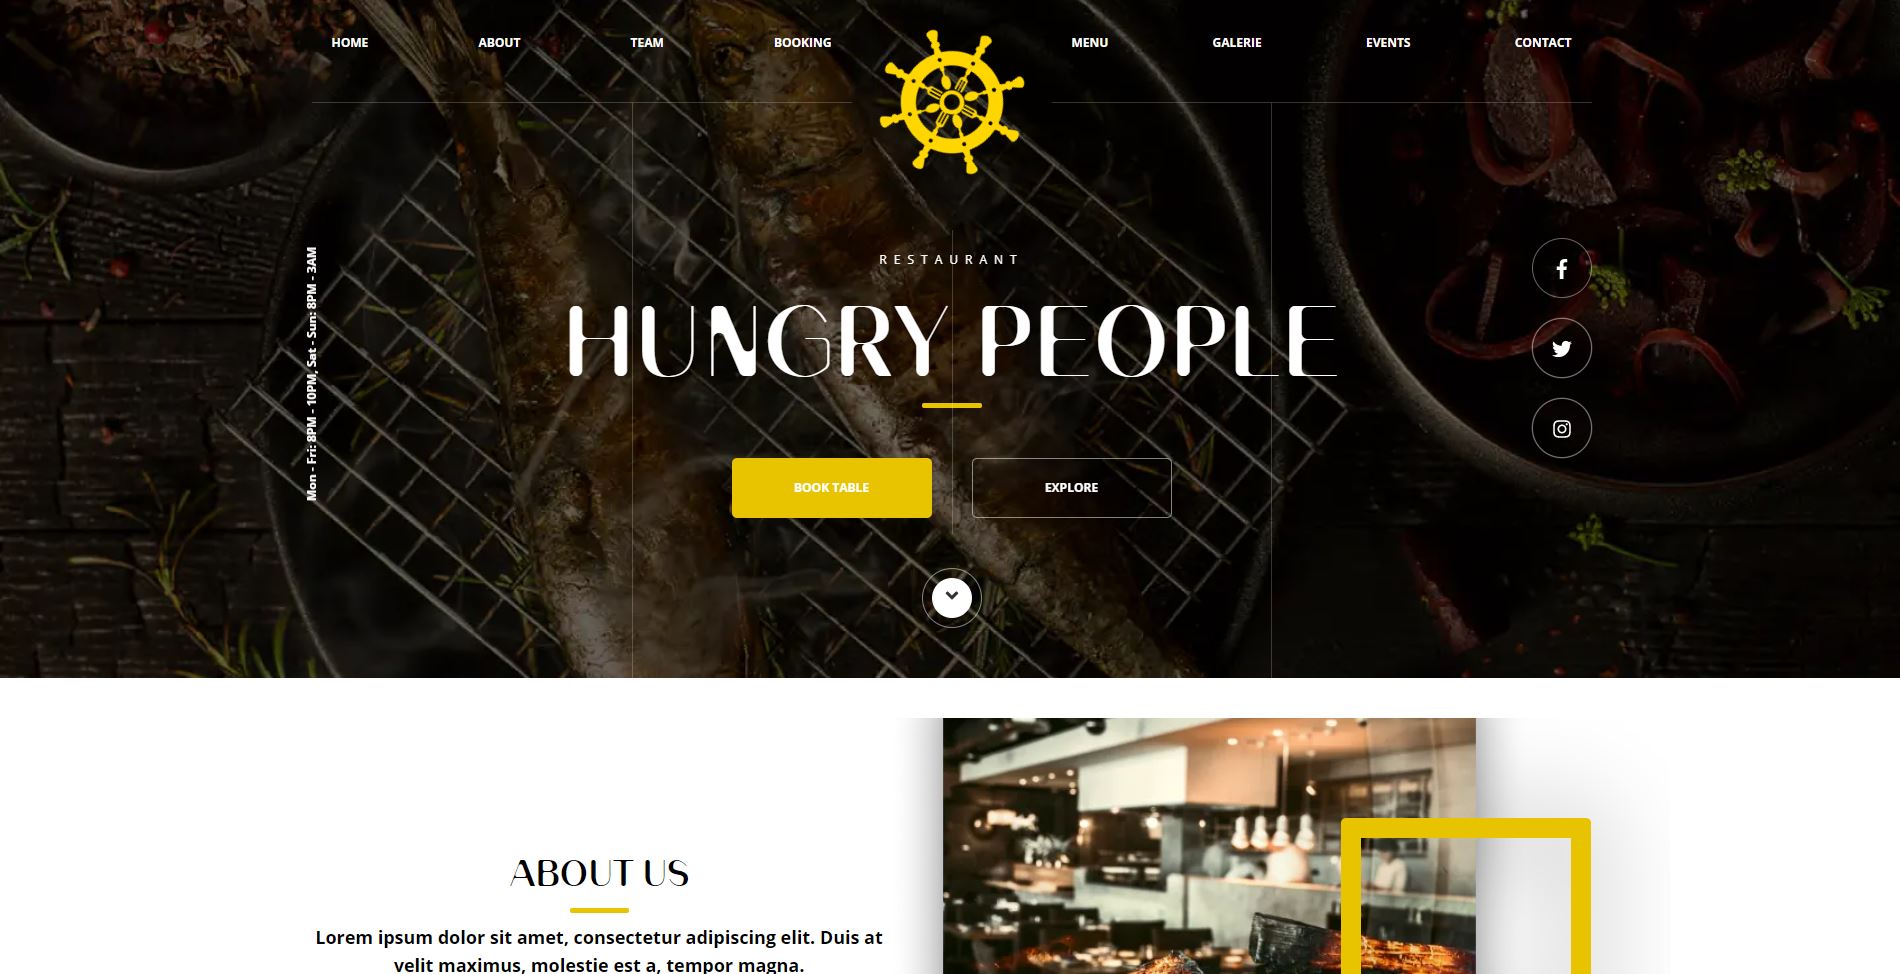 HOME
ABOUT
TEAM
BOOKING
MENU
GALERIE
EVENTS
CONTACT
Mon - Fri: 8PM - 10PM, Sat - Sun: 8PM - 3AM
RESTAURANT
HUNGRY PEOPLE
BOOK TABLE
EXPLORE
ABOUT US
Lorem ipsum dolor sit amet, consectetur adipiscing elit. Duis at
velit maximus, molestie est a, tempor magna.